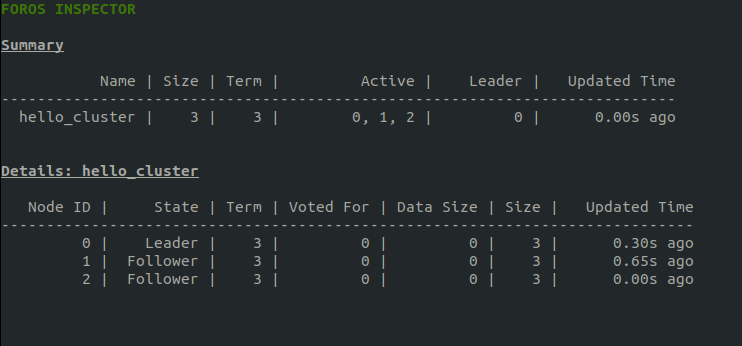 FOROS INSPECTOR
Summary
Name | Size | Term | Active | Leader | Updated Time
---------------------------------------------------------------------------
hello_cluster | 3 | 3 | 0, 1, 2 | 0 | 0.00s ago
Details: hello_cluster
Node ID | State | Term | Voted For | Data Size | Size | Updated Time
-----------------------------------------------------------------------------
0 | Leader | 3 | 0 | 0 | 3 | 0.30s ago
1 | Follower | 3 | 0 | 0 | 3 | 0.65s ago
2 | Follower | 3 | 0 | 0 | 3 | 0.00s ago